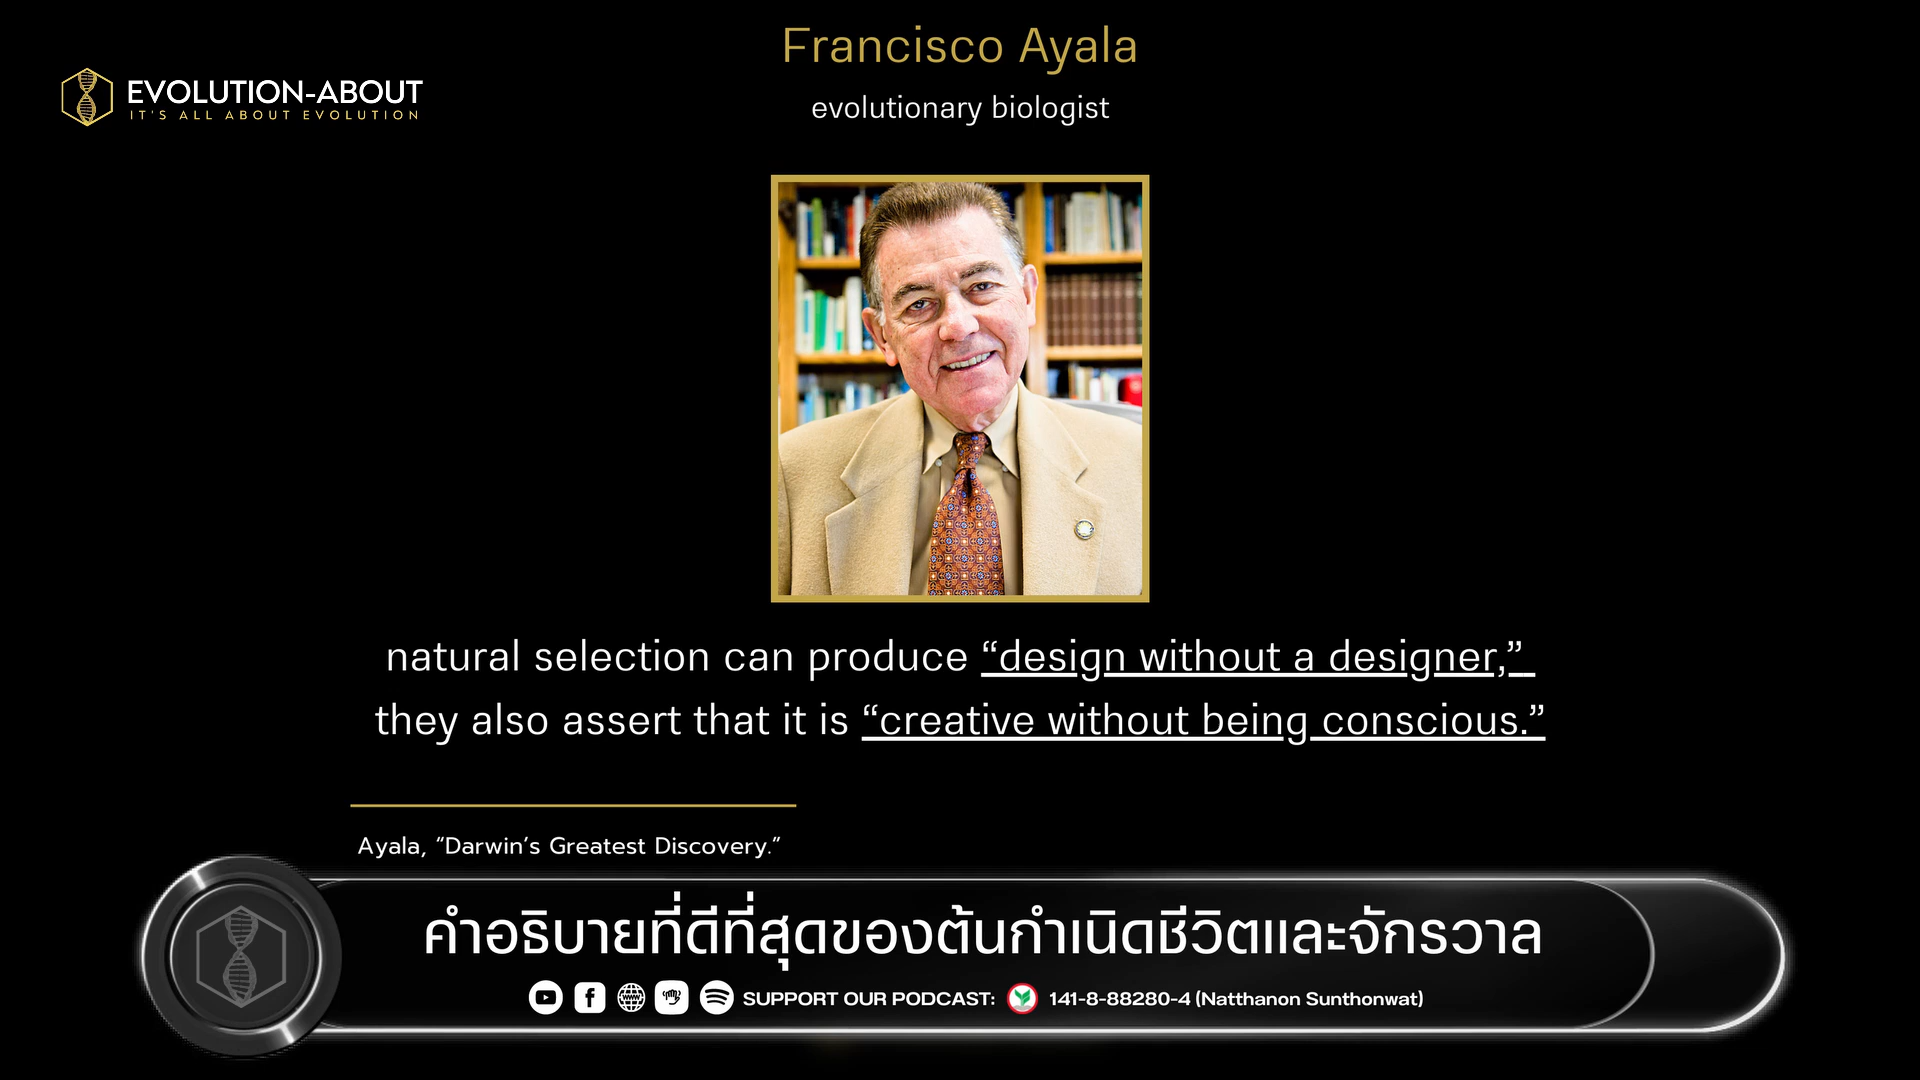 Francisco Ayala
evolutionary biologist
EVOLUTION-ABOUT
IT'S ALL ABOUT EVOLUTION
natural selection can produce “design without a designer,”
they also assert that it is “creative without being conscious.”
Ayala, “Darwin’s Greatest Discovery.”
คำอธิบายที่ดีที่สุดของต้นกำเนิดชีวิตและจักรวาล
SUPPORT OUR PODCAST: 141-8-88280-4 (Natthanon Sunthonwat)